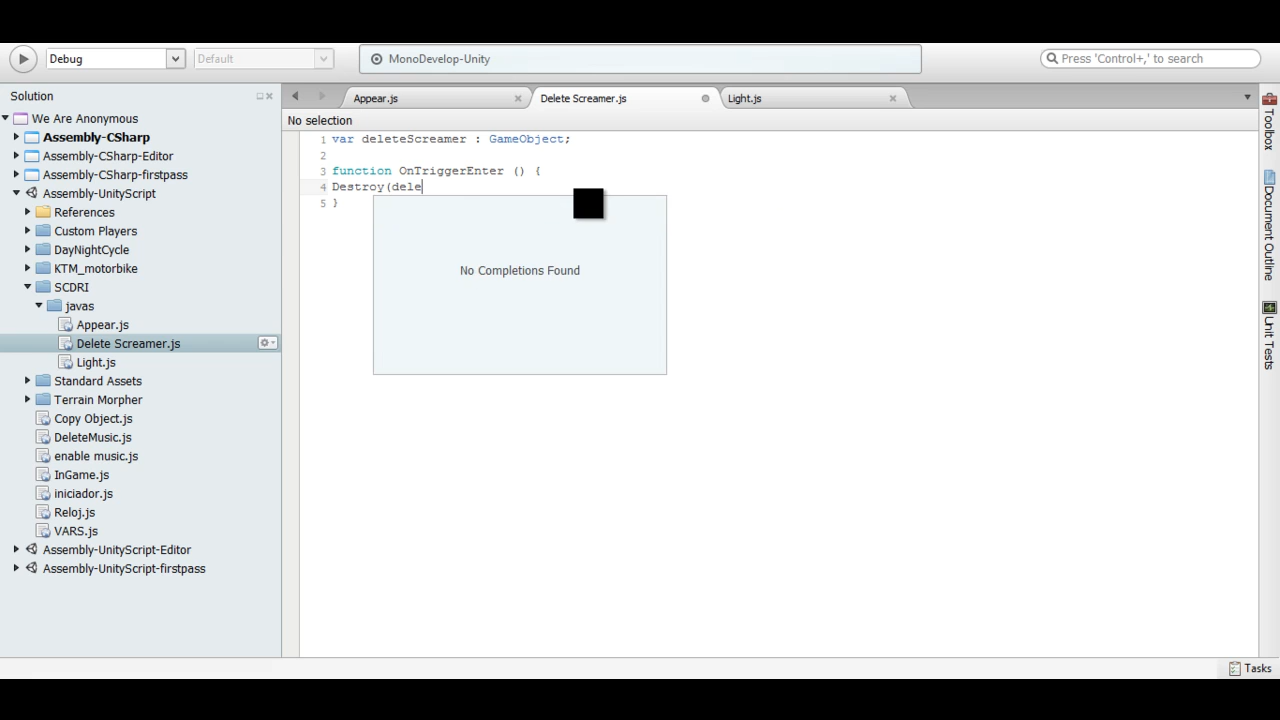 Debug
Default
MonoDevelop-Unity
Press 'Control+,' to search
Solution
Appear.js
Delete Screamer.js
Light.js
No selection
We Are Anonymous
Assembly-CSharp
Assembly-CSharp-Editor
Assembly-CSharp-firstpass
Assembly-UnityScript
References
Custom Players
DayNightCycle
KTM_motorbike
SCDRI
javas
Appear.js
Delete Screamer.js
Light.js
Standard Assets
Terrain Morpher
Copy Object.js
DeleteMusic.js
enable music.js
InGame.js
iniciador.js
Reloj.js
VARS.js
Assembly-UnityScript-Editor
Assembly-UnityScript-firstpass
1 var deleteScreamer : GameObject;
2
3 function OnTriggerEnter () {
4 Destroy(dele
5 }
No Completions Found
Toolbox
Document Outline
Unit Tests
Tasks